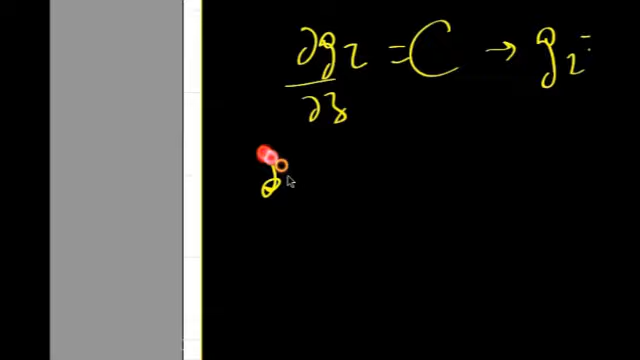 ∂g₂/∂z = C → g₂ =